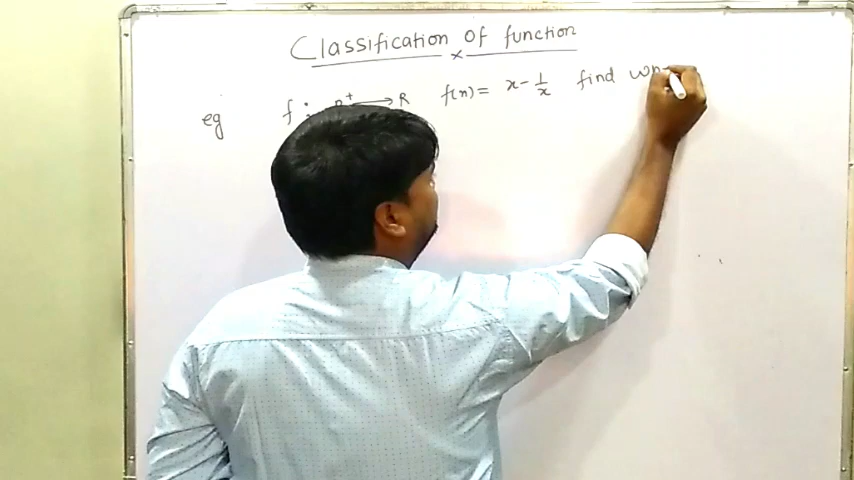 Classification of function
eg f : R⁺ ⟶ R f(n) = x - 1/x find